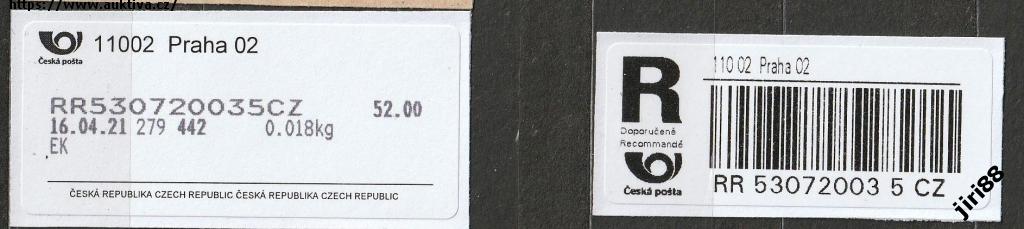 https://www.auktiva.cz/
Česká pošta
11002 Praha 02
RR530720035CZ 52.00
16.04.21 279 442 0.018kg
EK
ČESKÁ REPUBLIKA CZECH REPUBLIC ČESKÁ REPUBLIKA CZECH REPUBLIC
R
Doporučeně
Recommandé
Česká pošta
110 02 Praha 02
RR 53072003 5 CZ
jiri88